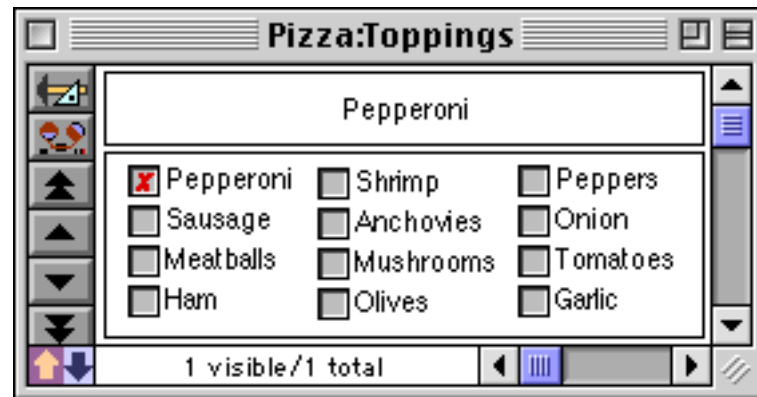 Pizza:Toppings
Pepperoni
Pepperoni Shrimp Peppers
Sausage Anchovies Onion
Meatballs Mushrooms Tomatoes
Ham Olives Garlic
1 visible/1 total